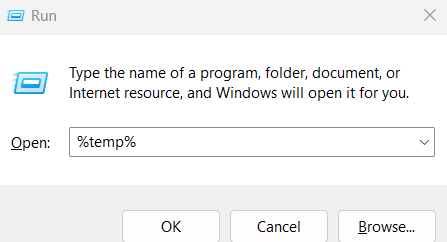 Run
Type the name of a program, folder, document, or
Internet resource, and Windows will open it for you.
Open: %temp%
OK Cancel Browse...